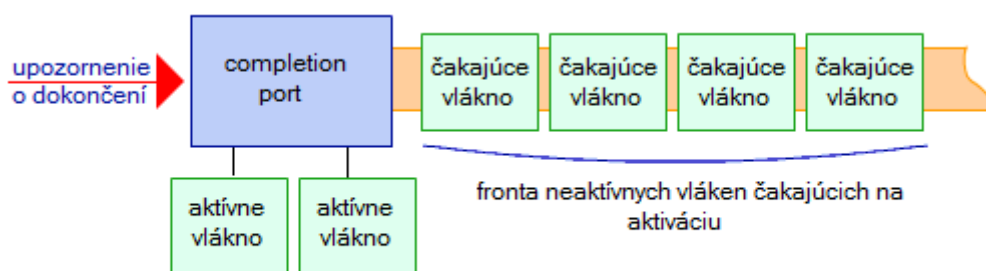 upozornenie
o dokončení
completion
port
čakajúce
vlákno
čakajúce
vlákno
čakajúce
vlákno
čakajúce
vlákno
aktívne
vlákno
aktívne
vlákno
fronta neaktívnych vláken čakajúcich na
aktiváciu